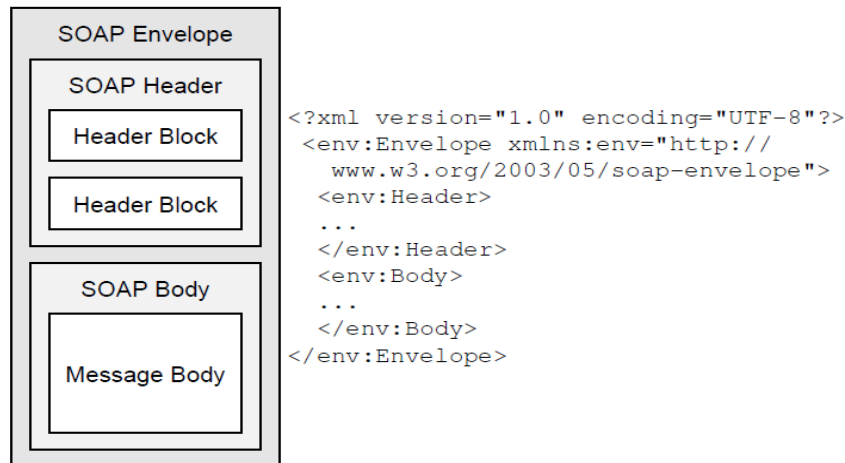 SOAP Envelope
SOAP Header
Header Block
Header Block
SOAP Body
Message Body
<?xml version="1.0" encoding="UTF-8"?>
<env:Envelope xmlns:env="http://
www.w3.org/2003/05/soap-envelope">
<env:Header>
...
</env:Header>
<env:Body>
...
</env:Body>
</env:Envelope>